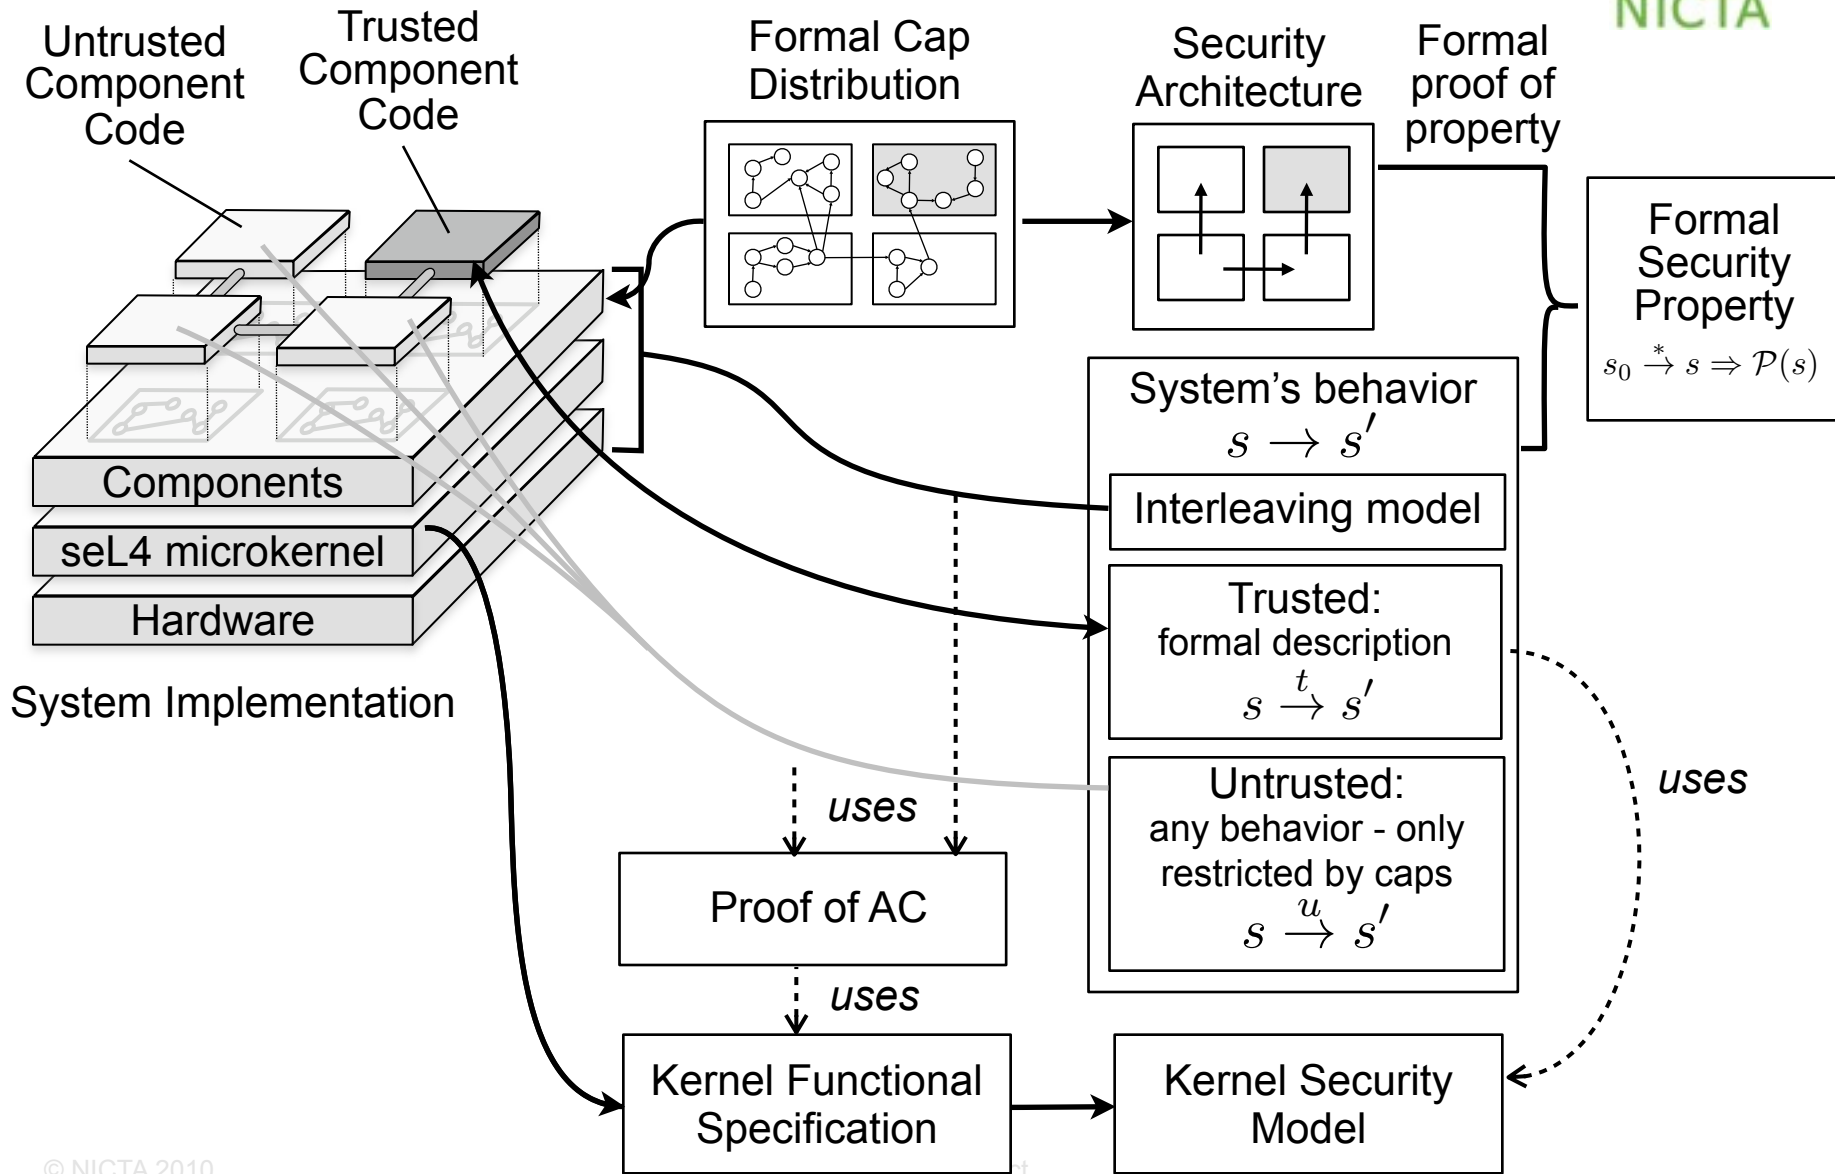 NICTA
Untrusted
Component
Code
Trusted
Component
Code
Formal Cap
Distribution
Security
Architecture
Formal
proof of
property
Formal
Security
Property
s₀ →* s ⇒ 𝒫(s)
Components
seL4 microkernel
Hardware
System Implementation
System’s behavior
s → s′
Interleaving model
Trusted:
formal description
s →ᵗ s′
Untrusted:
any behavior - only
restricted by caps
s →ᵘ s′
uses
uses
Proof of AC
uses
Kernel Functional
Specification
Kernel Security
Model
© NICTA 2010